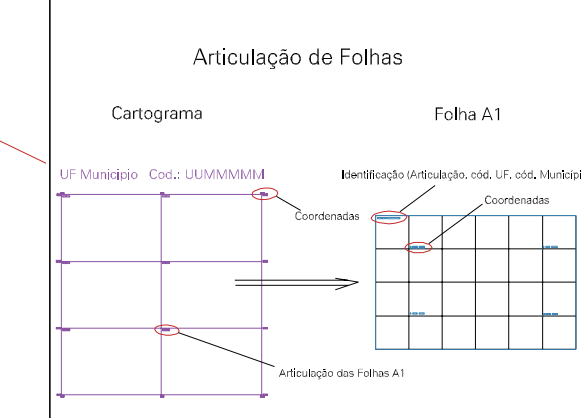 Articulação de Folhas
Cartograma
Folha A1
UF Municipio Cod.: UUMMMMM
Identificação (Articulação, cód. UF, cód. Municípi
Coordenadas
Coordenadas
Articulação das Folhas A1